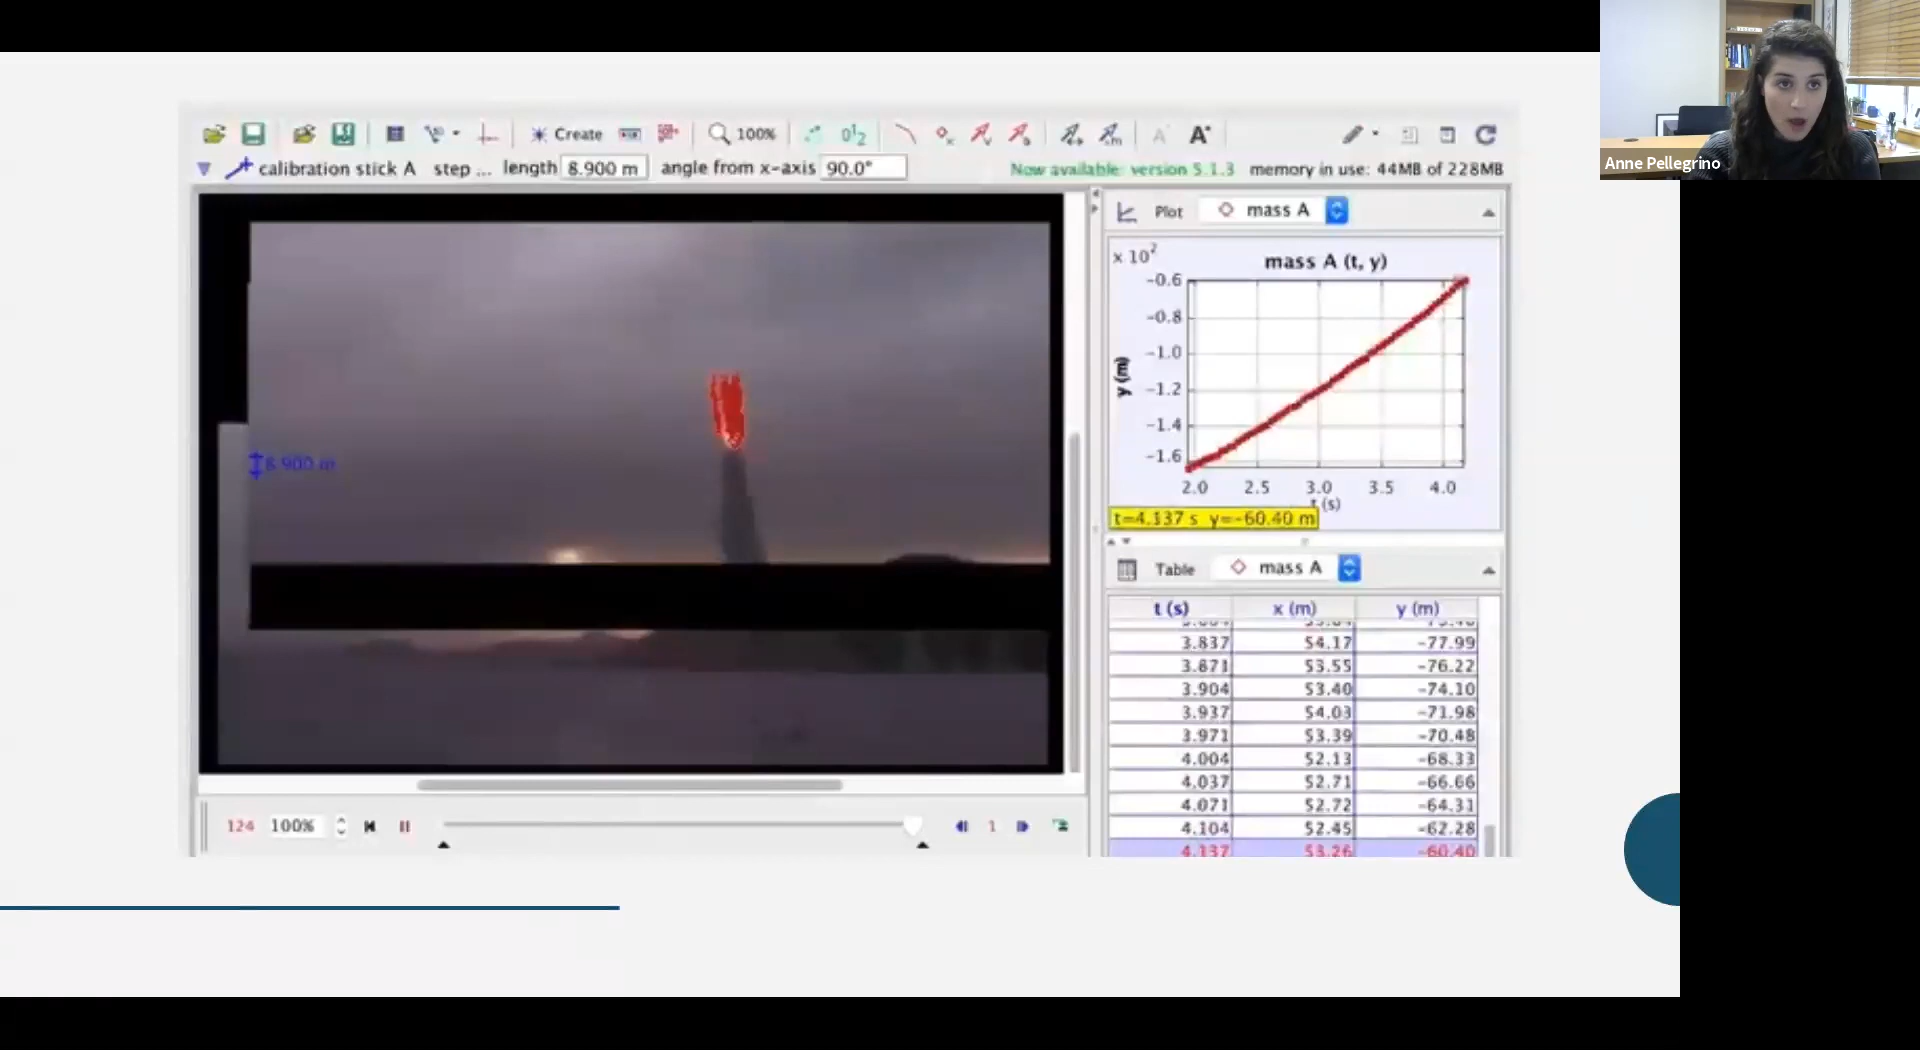 Anne Pellegrino
Create
100%
calibration stick A step ... length 8.900 m angle from x-axis 90.0° Now available: version 5.1.3 memory in use: 44MB of 228MB
8.900 m
124 100% 1
Plot mass A
x 10²
mass A (t, y)
y (m)
-0.6
-0.8
-1.0
-1.2
-1.4
-1.6
2.0 2.5 3.0 3.5 4.0
t (s)
t=4.137 s y=-60.40 m
Table mass A
t (s) x (m) y (m)
3.837 54.17 -77.99
3.871 53.55 -76.22
3.904 53.40 -74.10
3.937 54.03 -71.98
3.971 53.39 -70.48
4.004 52.13 -68.33
4.037 52.71 -66.66
4.071 52.72 -64.31
4.104 52.45 -62.28
4.137 53.26 -60.40